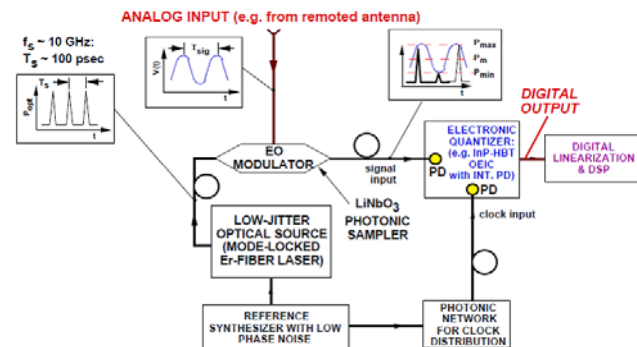 ANALOG INPUT (e.g. from remoted antenna)
fs ~ 10 GHz:
Ts ~ 100 psec
Ts
Popt
t
Tsig
V(t)
t
Pmax
Pm
Pmin
t
DIGITAL
OUTPUT
EO
MODULATOR
signal
input
ELECTRONIC
QUANTIZER:
(e.g. InP-HBT
OEIC
with INT. PD)
PD
PD
DIGITAL
LINEARIZATION
& DSP
clock input
LiNbO3
PHOTONIC
SAMPLER
LOW-JITTER
OPTICAL SOURCE
(MODE-LOCKED
Er-FIBER LASER)
REFERENCE
SYNTHESIZER WITH LOW
PHASE NOISE
PHOTONIC
NETWORK
FOR CLOCK
DISTRIBUTION